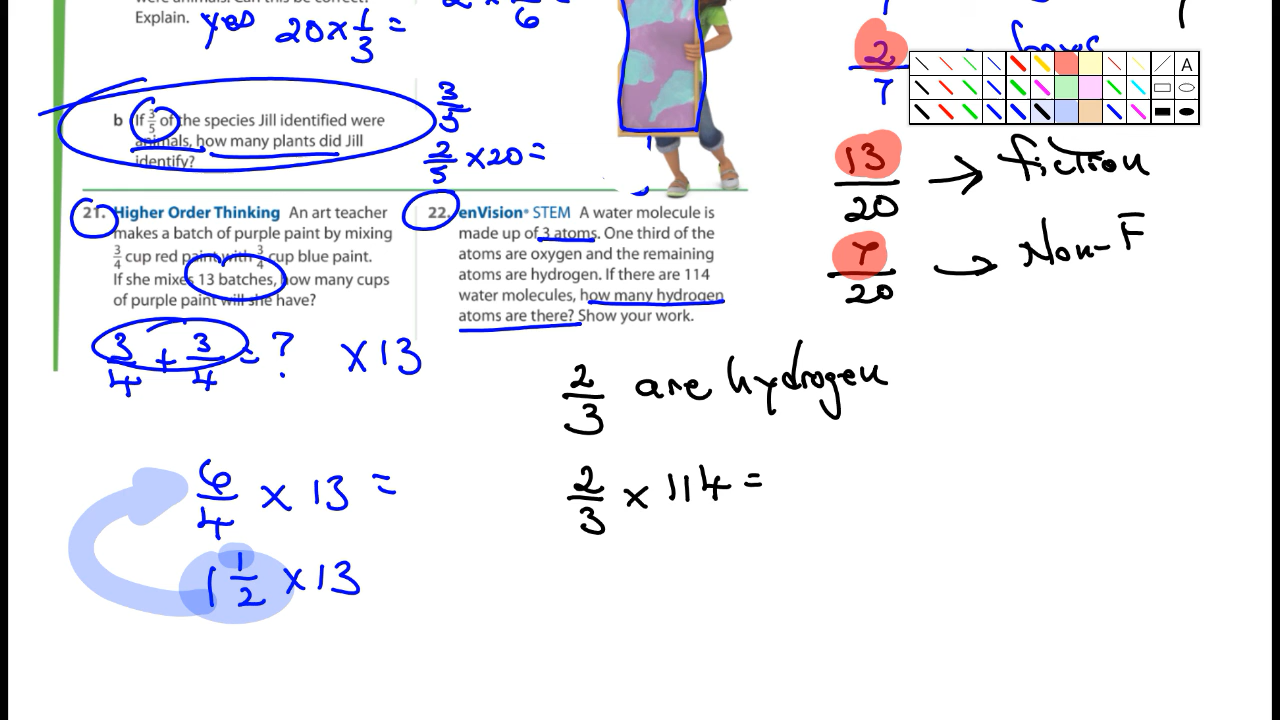 Explain.
yes 20 × 1/3 =
6
b If 3/5 of the species Jill identified were
animals, how many plants did Jill
identify?
3/5
2/5 × 20 =
21. Higher Order Thinking An art teacher
makes a batch of purple paint by mixing
3/4 cup red paint with 3/4 cup blue paint.
If she mixes 13 batches, how many cups
of purple paint will she have?
3/4 + 3/4 = ? × 13
6/4 × 13 =
1 1/2 × 13
22. enVision® STEM A water molecule is
made up of 3 atoms. One third of the
atoms are oxygen and the remaining
atoms are hydrogen. If there are 114
water molecules, how many hydrogen
atoms are there? Show your work.
2/3 are hydrogen
2/3 × 114 =
2/7 →
A
13/20 → fiction
7/20 → Non-F